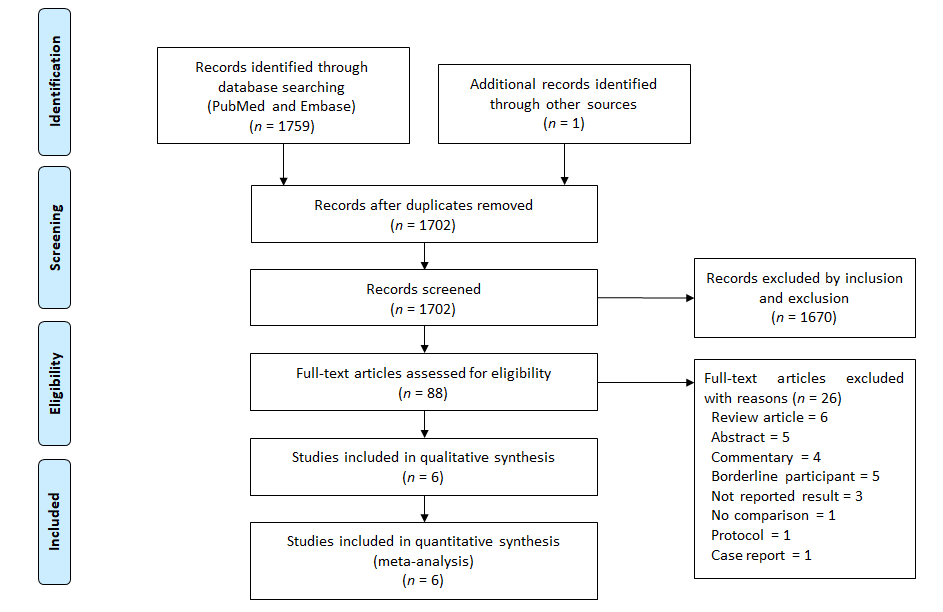 Identification
Records identified through
database searching
(PubMed and Embase)
(n = 1759)
Additional records identified
through other sources
(n = 1)
Screening
Records after duplicates removed
(n = 1702)
Records screened
(n = 1702)
Records excluded by inclusion
and exclusion
(n = 1670)
Eligibility
Full-text articles assessed for eligibility
(n = 88)
Full-text articles excluded
with reasons (n = 26)
Review article = 6
Abstract = 5
Commentary = 4
Borderline participant = 5
Not reported result = 3
No comparison = 1
Protocol = 1
Case report = 1
Studies included in qualitative synthesis
(n = 6)
Included
Studies included in quantitative synthesis
(meta-analysis)
(n = 6)